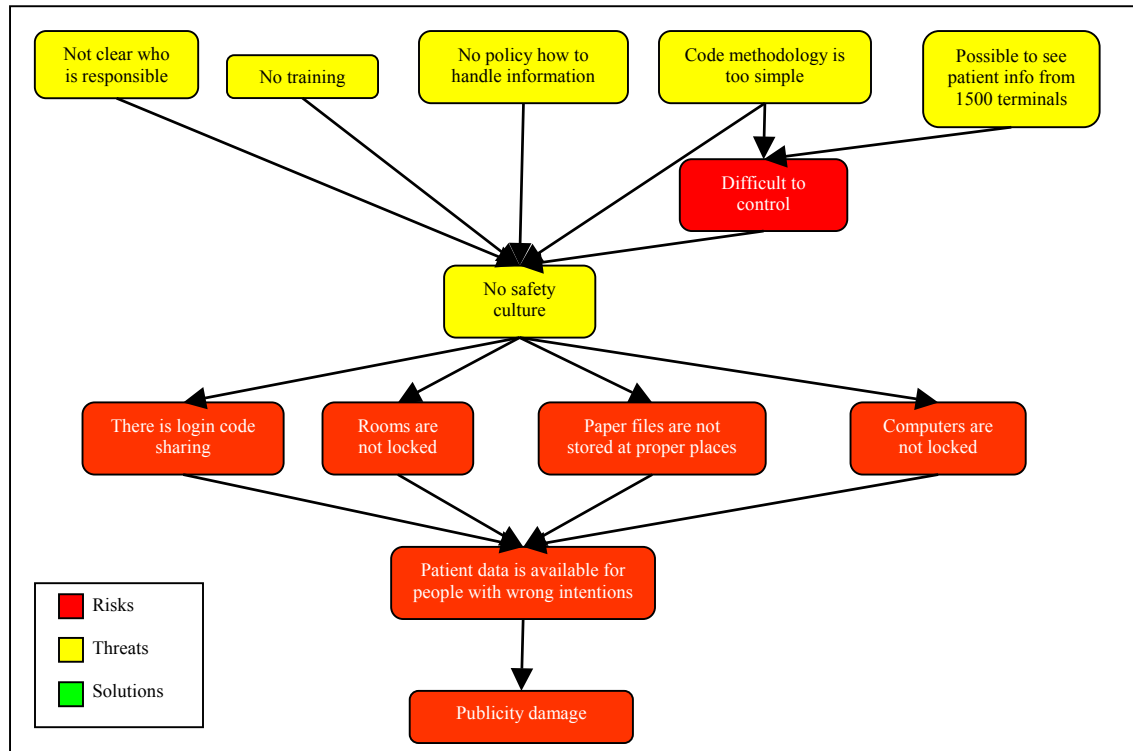 Not clear who
is responsible
No training
No policy how to
handle information
Code methodology is
too simple
Possible to see
patient info from
1500 terminals
Difficult to
control
No safety
culture
There is login code
sharing
Rooms are
not locked
Paper files are not
stored at proper places
Computers are
not locked
Patient data is available for
people with wrong intentions
Publicity damage
Risks
Threats
Solutions